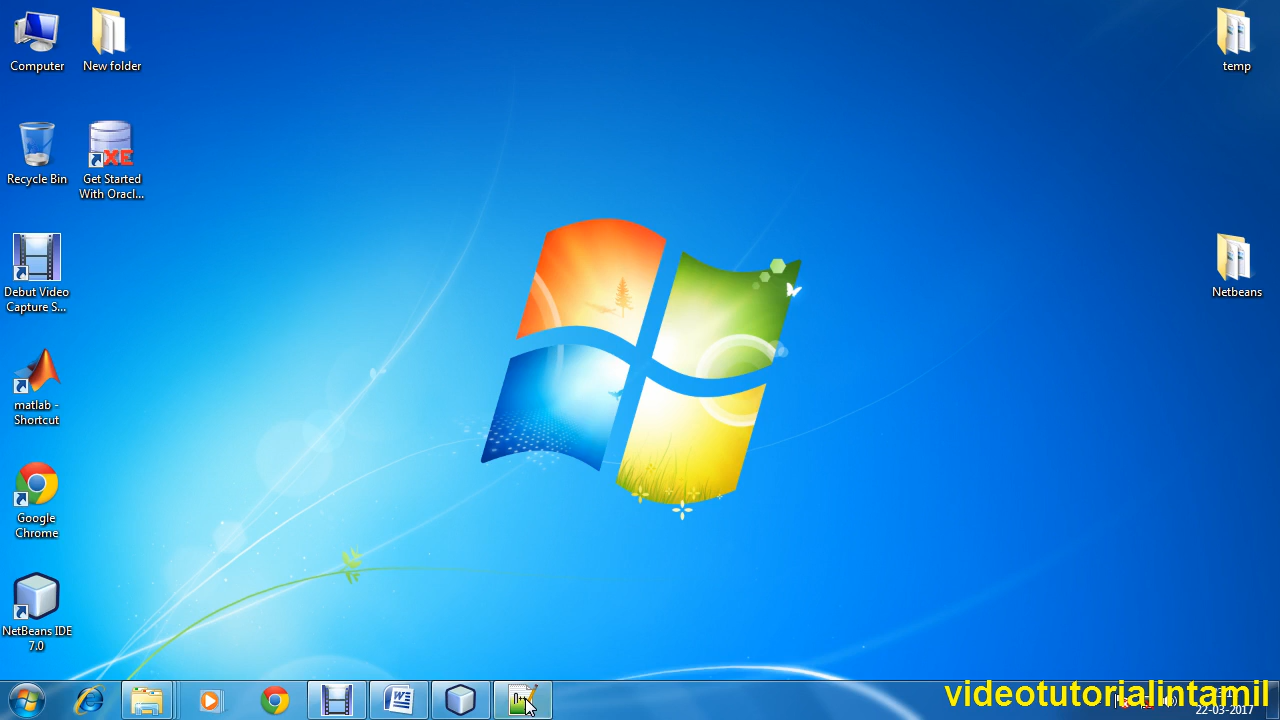 Computer
New folder
temp
Recycle Bin
XE
Get Started
With Oracl...
Debut Video
Capture S...
Netbeans
matlab -
Shortcut
Google
Chrome
NetBeans IDE
7.0
videotutorialintamil
22-03-2017